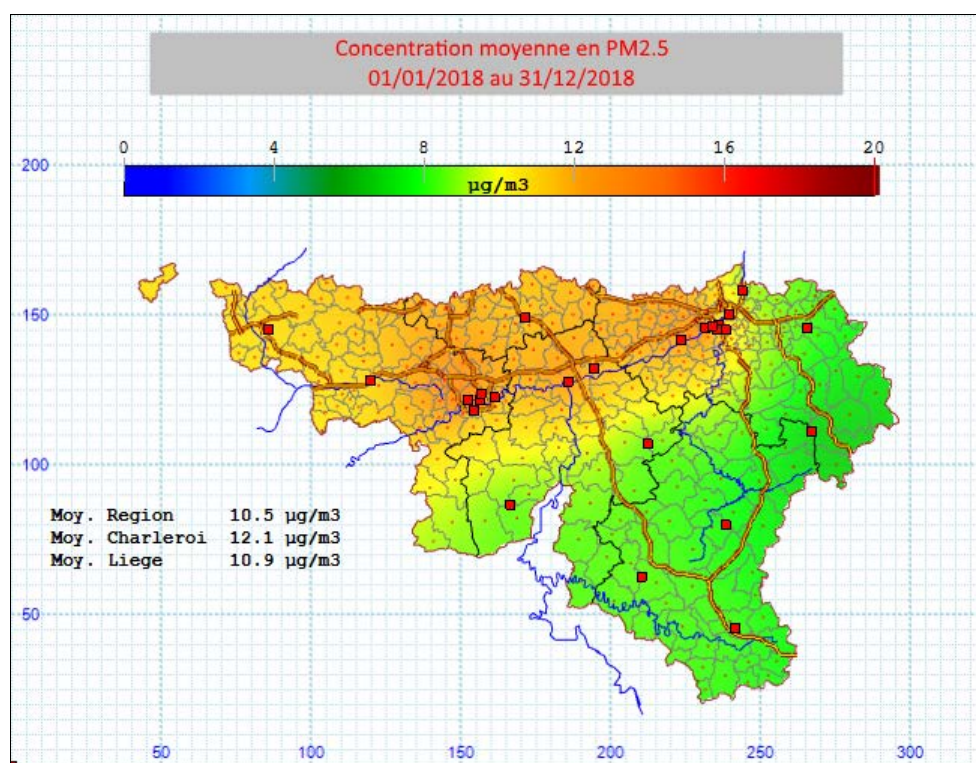 Concentration moyenne en PM2.5
01/01/2018 au 31/12/2018
0 4 8 12 16 20
µg/m3
200
150
100
Moy. Region 10.5 µg/m3
Moy. Charleroi 12.1 µg/m3
Moy. Liege 10.9 µg/m3
50
50 100 150 200 250 300